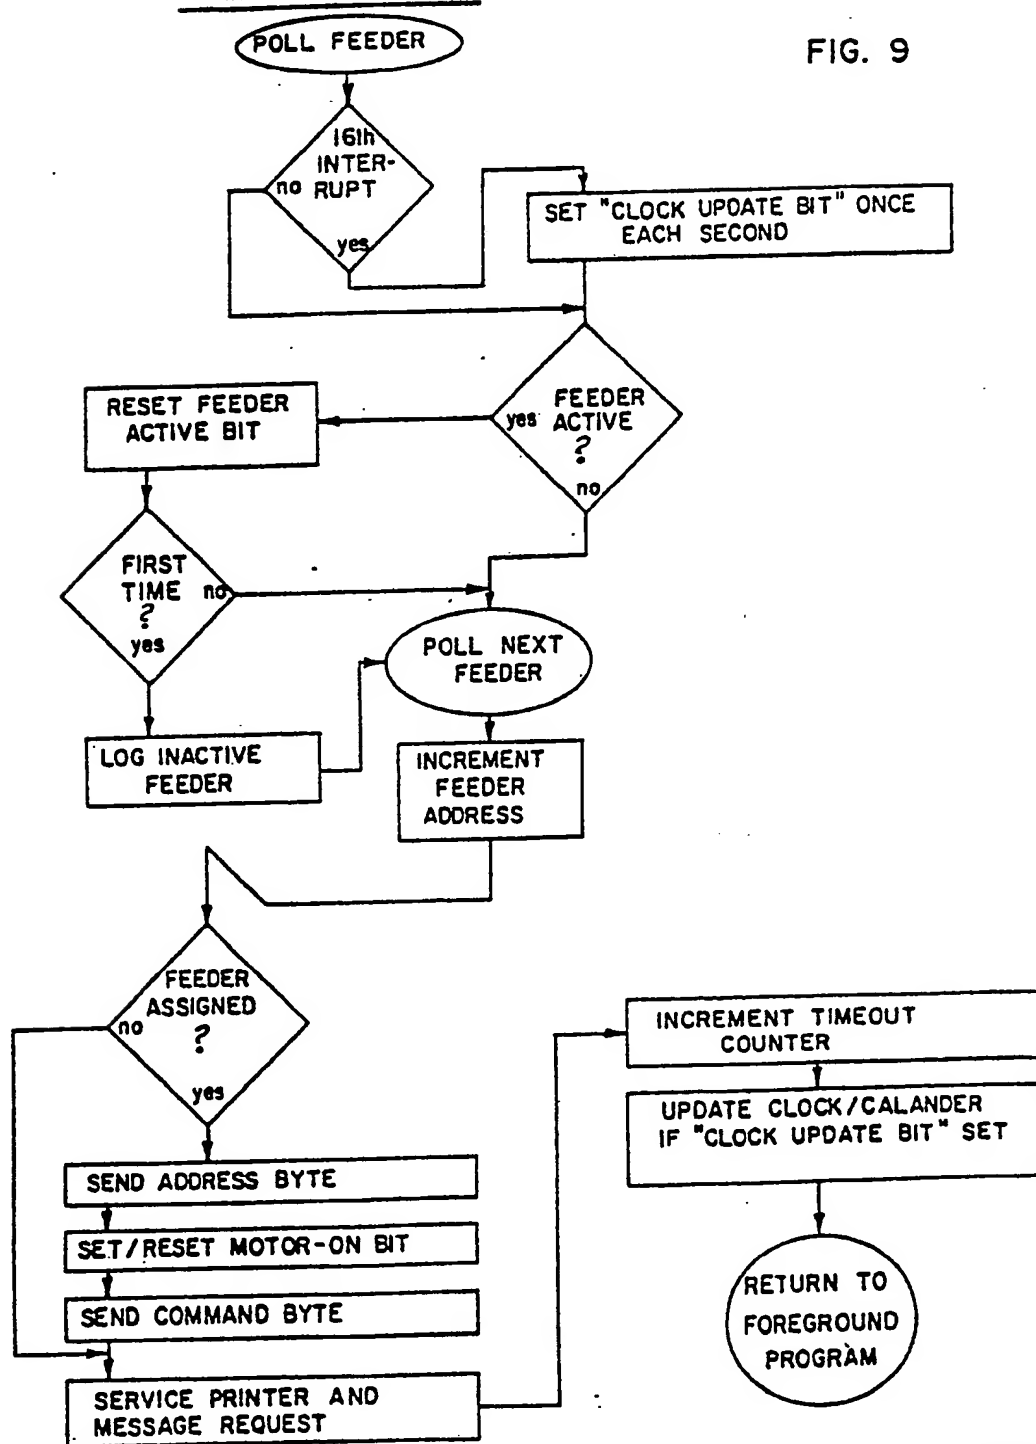 POLL FEEDER
FIG. 9
16th
INTER-
RUPT
no
yes
SET "CLOCK UPDATE BIT" ONCE
EACH SECOND
FEEDER
ACTIVE
?
yes
no
RESET FEEDER
ACTIVE BIT
FIRST
TIME
?
no
yes
POLL NEXT
FEEDER
LOG INACTIVE
FEEDER
INCREMENT
FEEDER
ADDRESS
FEEDER
ASSIGNED
?
no
yes
SEND ADDRESS BYTE
SET/RESET MOTOR-ON BIT
SEND COMMAND BYTE
SERVICE PRINTER AND
MESSAGE REQUEST
INCREMENT TIMEOUT
COUNTER
UPDATE CLOCK/CALANDER
IF "CLOCK UPDATE BIT" SET
RETURN TO
FOREGROUND
PROGRAM